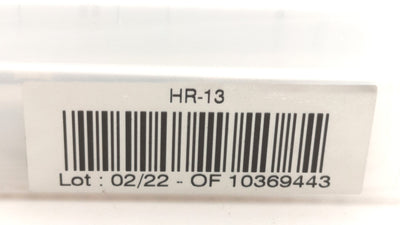 HR-13
Lot : 02/22 - OF 10369443